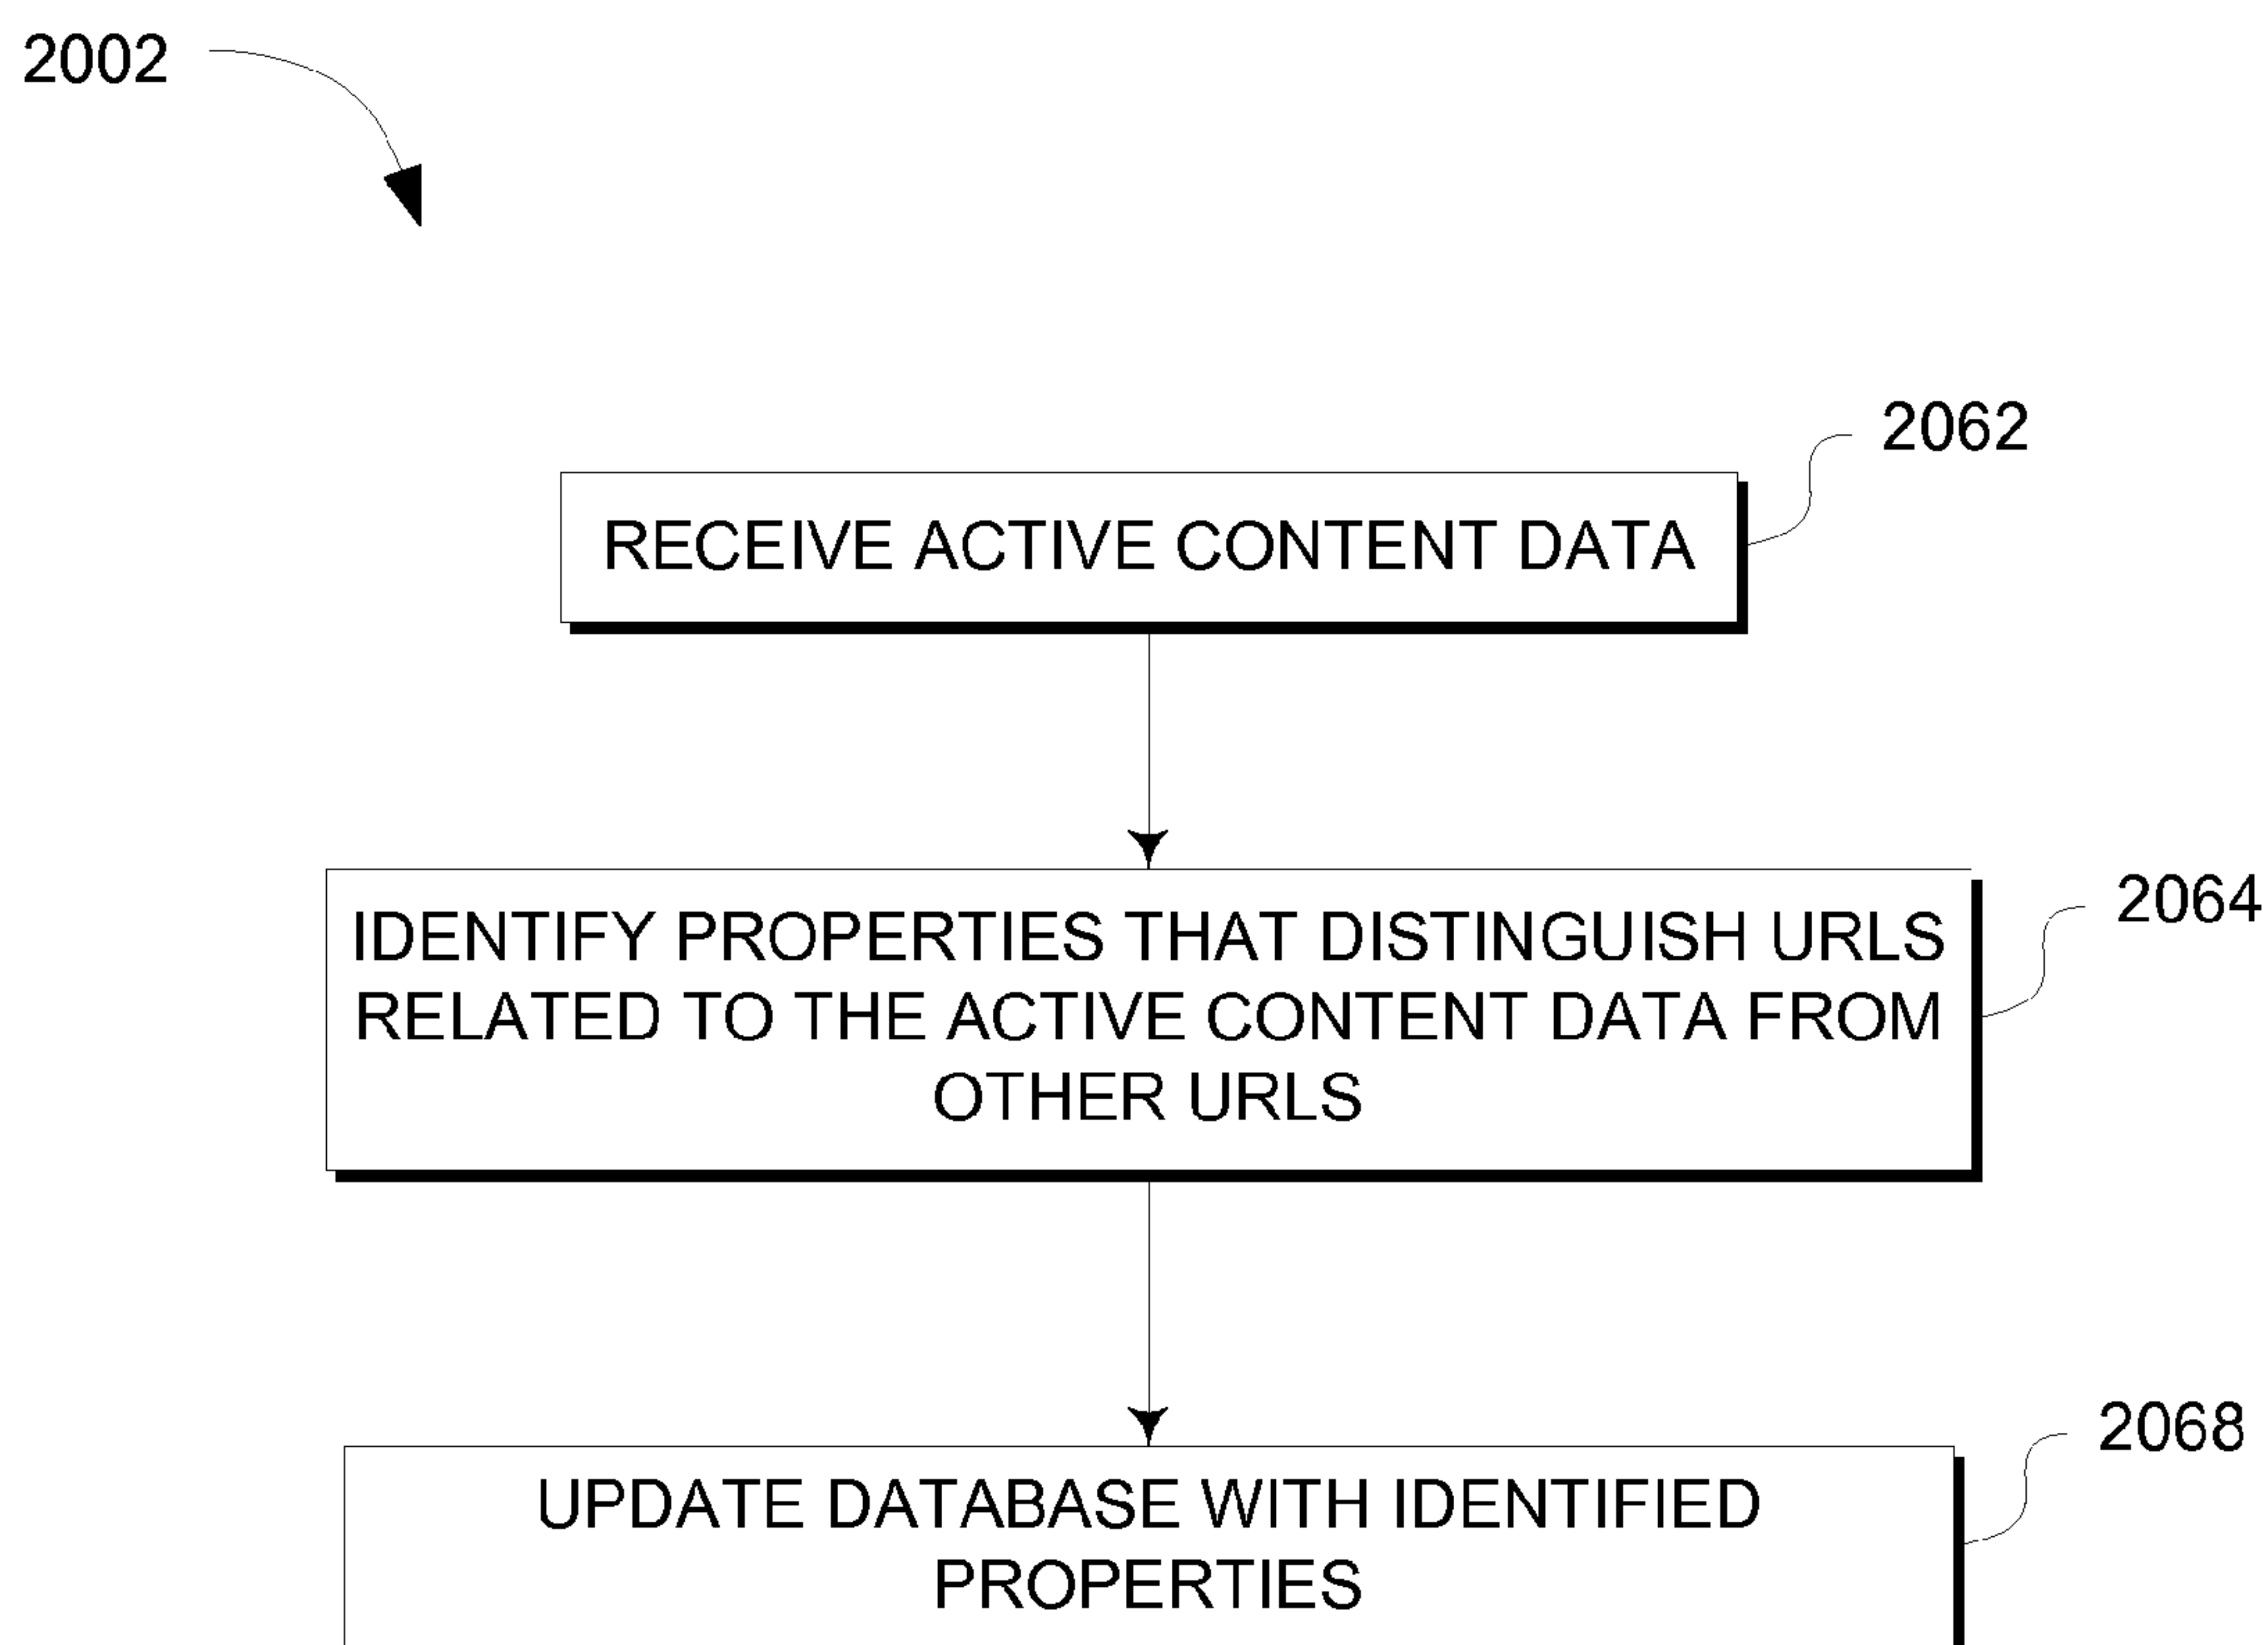 2002
2062
RECEIVE ACTIVE CONTENT DATA
2064
IDENTIFY PROPERTIES THAT DISTINGUISH URLS
RELATED TO THE ACTIVE CONTENT DATA FROM
OTHER URLS
2068
UPDATE DATABASE WITH IDENTIFIED
PROPERTIES